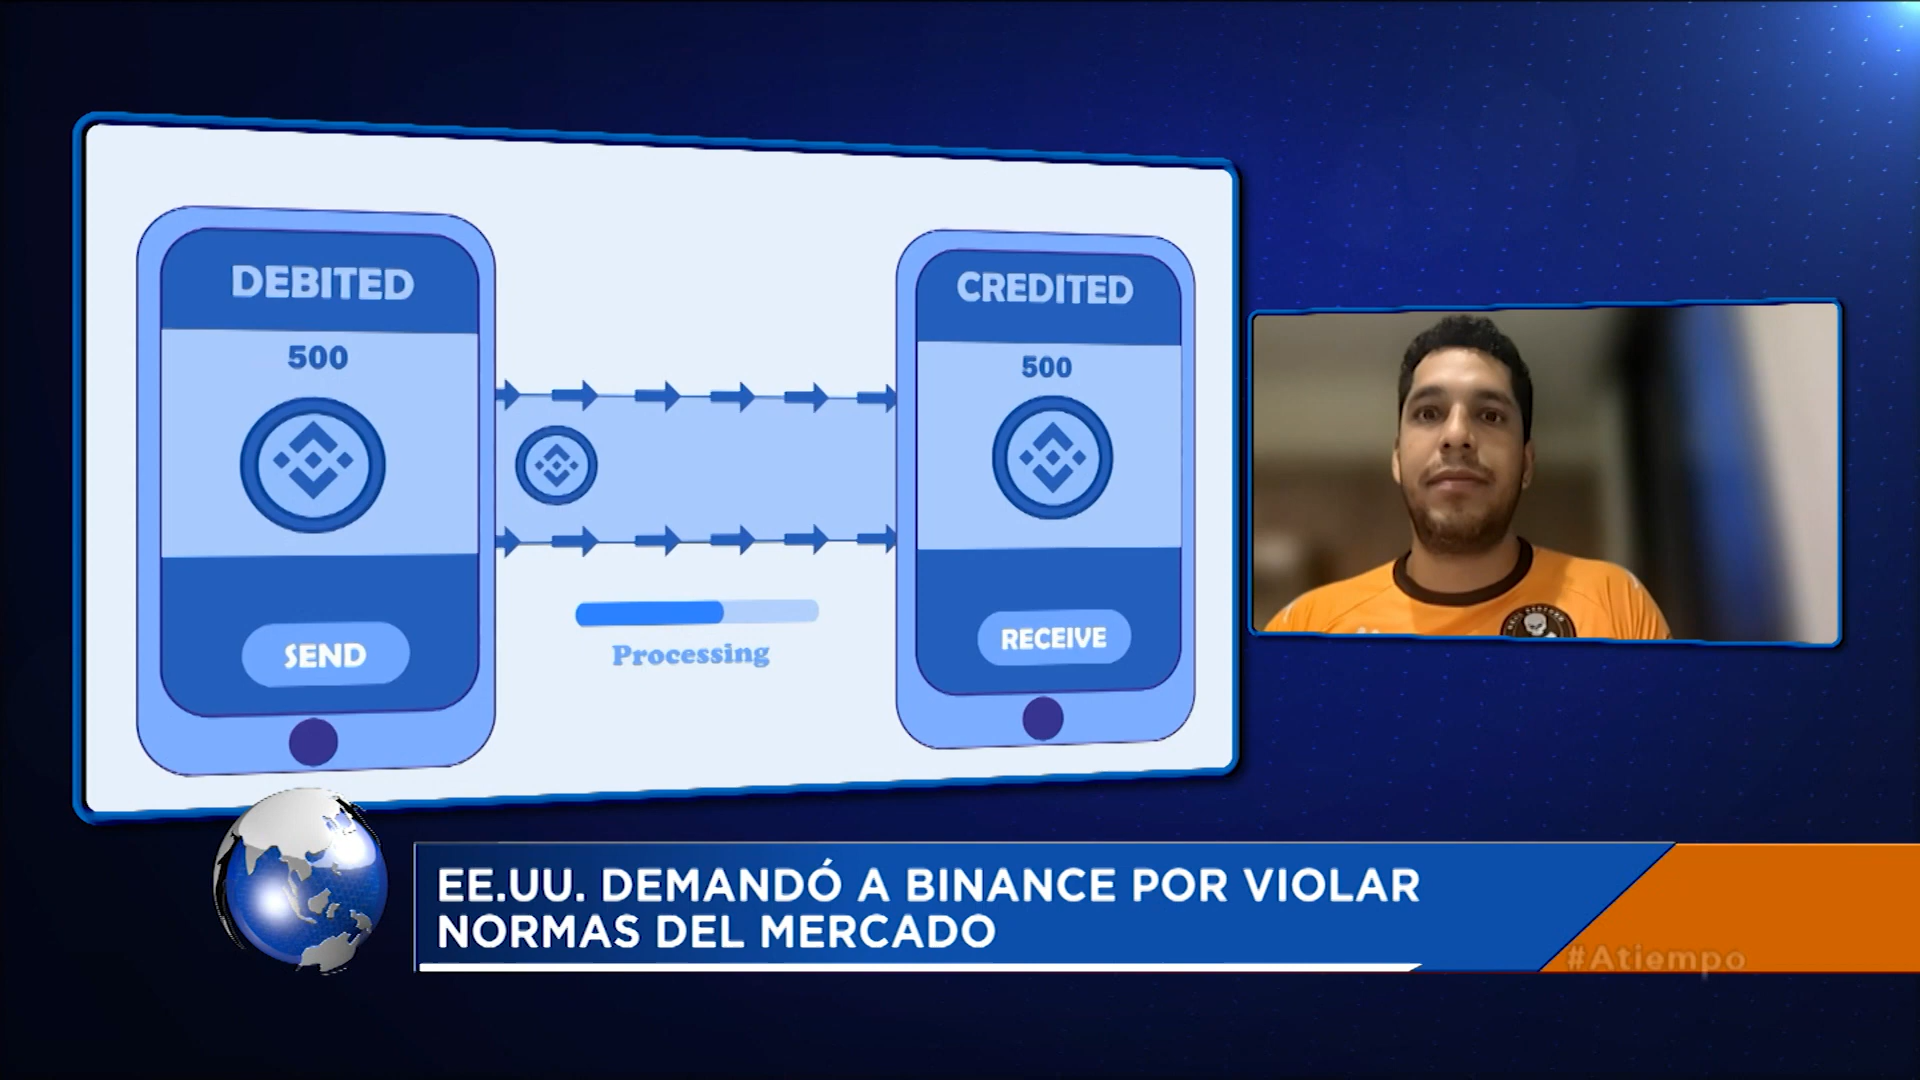 DEBITED
500
SEND
Processing
CREDITED
500
RECEIVE
EE.UU. DEMANDÓ A BINANCE POR VIOLAR
NORMAS DEL MERCADO
#Atiempo